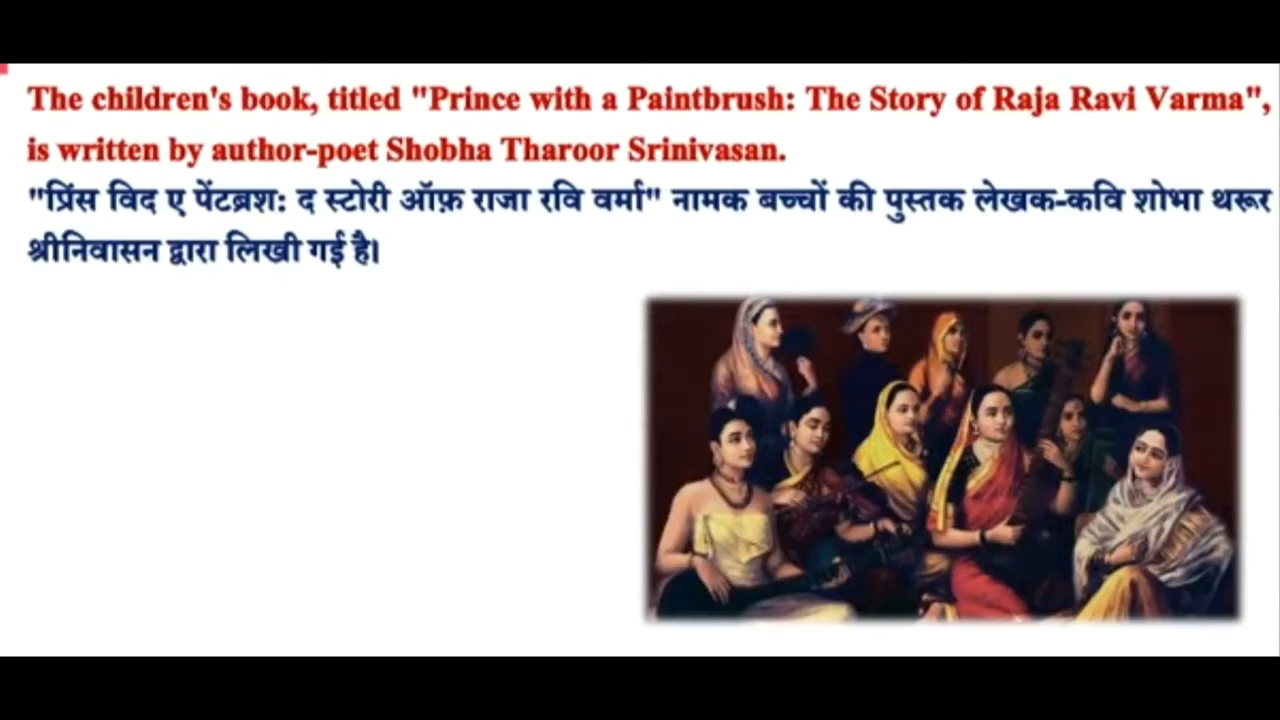 The children's book, titled "Prince with a Paintbrush: The Story of Raja Ravi Varma",
is written by author-poet Shobha Tharoor Srinivasan.
"प्रिंस विद ए पेंटब्रश: द स्टोरी ऑफ़ राजा रवि वर्मा" नामक बच्चों की पुस्तक लेखक-कवि शोभा थरूर
श्रीनिवासन द्वारा लिखी गई है।